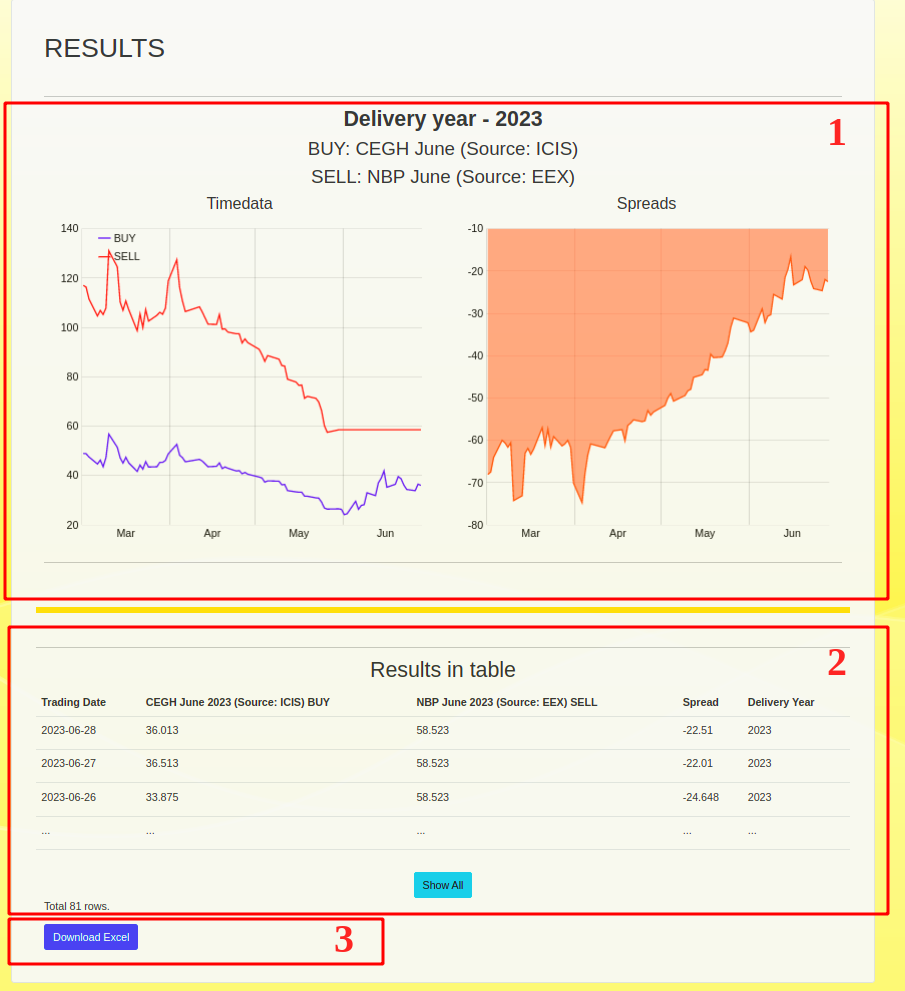 RESULTS
Delivery year - 2023
1
BUY: CEGH June (Source: ICIS)
SELL: NBP June (Source: EEX)
Timedata
Spreads
BUY
SELL
140
120
100
80
60
40
20
Mar Apr May Jun
-10
-20
-30
-40
-50
-60
-70
-80
Mar Apr May Jun
2
Results in table
Trading Date CEGH June 2023 (Source: ICIS) BUY NBP June 2023 (Source: EEX) SELL Spread Delivery Year
2023-06-28 36.013 58.523 -22.51 2023
2023-06-27 36.513 58.523 -22.01 2023
2023-06-26 33.875 58.523 -24.648 2023
... ... ... ... ...
Show All
Total 81 rows.
Download Excel
3